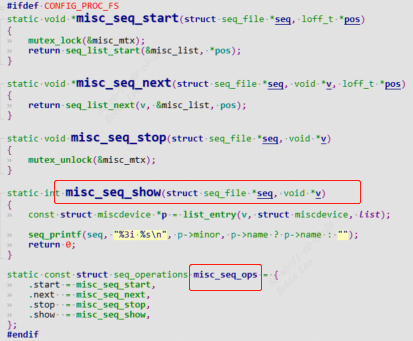 #ifdef CONFIG_PROC_FS
static void *misc_seq_start(struct seq_file *seq, loff_t *pos)
{
mutex_lock(&misc_mtx);
return seq_list_start(&misc_list, *pos);
}
static void *misc_seq_next(struct seq_file *seq, void *v, loff_t *pos)
{
return seq_list_next(v, &misc_list, pos);
}
static void misc_seq_stop(struct seq_file *seq, void *v)
{
mutex_unlock(&misc_mtx);
}
static int misc_seq_show(struct seq_file *seq, void *v)
{
const struct miscdevice *p = list_entry(v, struct miscdevice, list);
seq_printf(seq, "%3i %s\n", p->minor, p->name ? p->name : "");
return 0;
}
static const struct seq_operations misc_seq_ops = {
.start = misc_seq_start,
.next = misc_seq_next,
.stop = misc_seq_stop,
.show = misc_seq_show,
};
#endif